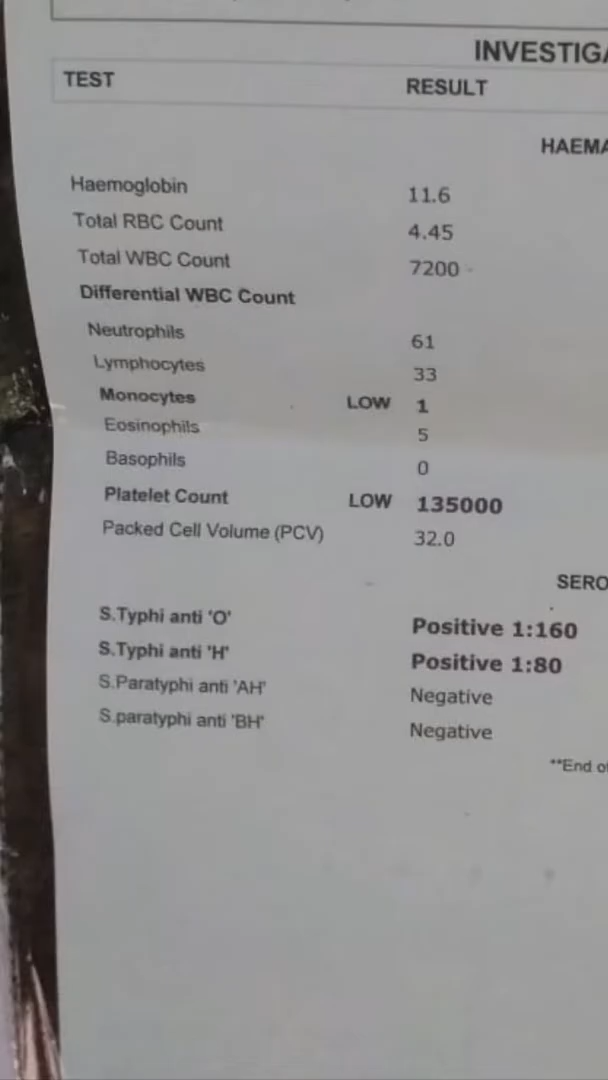 INVESTIGA
TEST RESULT
HAEMA
Haemoglobin 11.6
Total RBC Count 4.45
Total WBC Count 7200
Differential WBC Count
Neutrophils 61
Lymphocytes 33
Monocytes LOW 1
Eosinophils 5
Basophils 0
Platelet Count LOW 135000
Packed Cell Volume (PCV) 32.0
SERO
S.Typhi anti 'O' Positive 1:160
S.Typhi anti 'H' Positive 1:80
S.Paratyphi anti 'AH' Negative
S.paratyphi anti 'BH' Negative
**End of